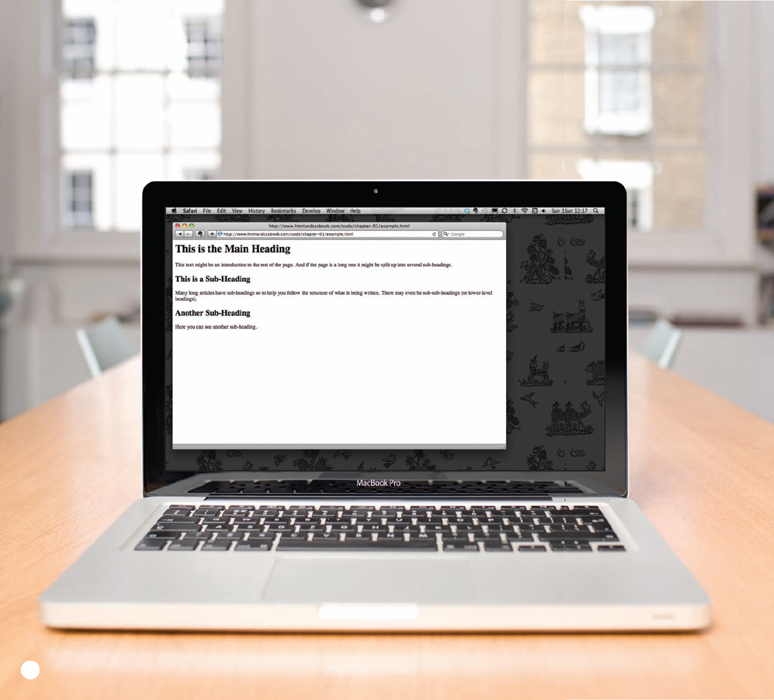 Safari File Edit View History Bookmarks Develop Window Help Sun 15un 12:17
http://www.htmlandcssbook.com/code/chapter-01/example.html
http://www.htmlandcssbook.com/code/chapter-01/example.html Google
This is the Main Heading
This text might be an introduction to the rest of the page. And if the page is a long one it might be split up into several sub-headings.
This is a Sub-Heading
Many long articles have sub-headings so to help you follow the structure of what is being written. There may even be sub-sub-headings (or lower-level
headings).
Another Sub-Heading
Here you can see another sub-heading.
MacBook Pro